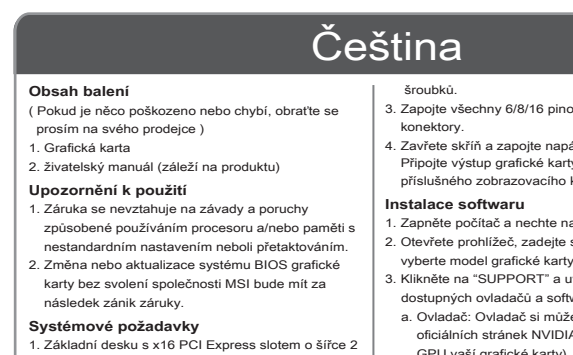 Čeština
Obsah balení
( Pokud je něco poškozeno nebo chybí, obraťte se
prosím na svého prodejce )
1. Grafická karta
2. živatelský manuál (záleží na produktu)
Upozornění k použití
1. Záruka se nevztahuje na závady a poruchy
způsobené používáním procesoru a/nebo paměti s
nestandardním nastavením neboli přetaktováním.
2. Změna nebo aktualizace systému BIOS grafické
karty bez svolení společnosti MSI bude mít za
následek zánik záruky.
Systémové požadavky
1. Základní desku s x16 PCI Express slotem o šířce 2
šroubků.
3. Zapojte všechny 6/8/16 pino
konektory.
4. Zavřete skříň a zapojte napá
Připojte výstup grafické karty
příslušného zobrazovacího
Instalace softwaru
1. Zapněte počítač a nechte na
2. Otevřete prohlížeč, zadejte s
vyberte model grafické karty
3. Klikněte na “SUPPORT” a u
dostupných ovladačů a softw
a. Ovladač: Ovladač si může
oficiálních stránek NVIDIA
GPU vaší grafické karty)